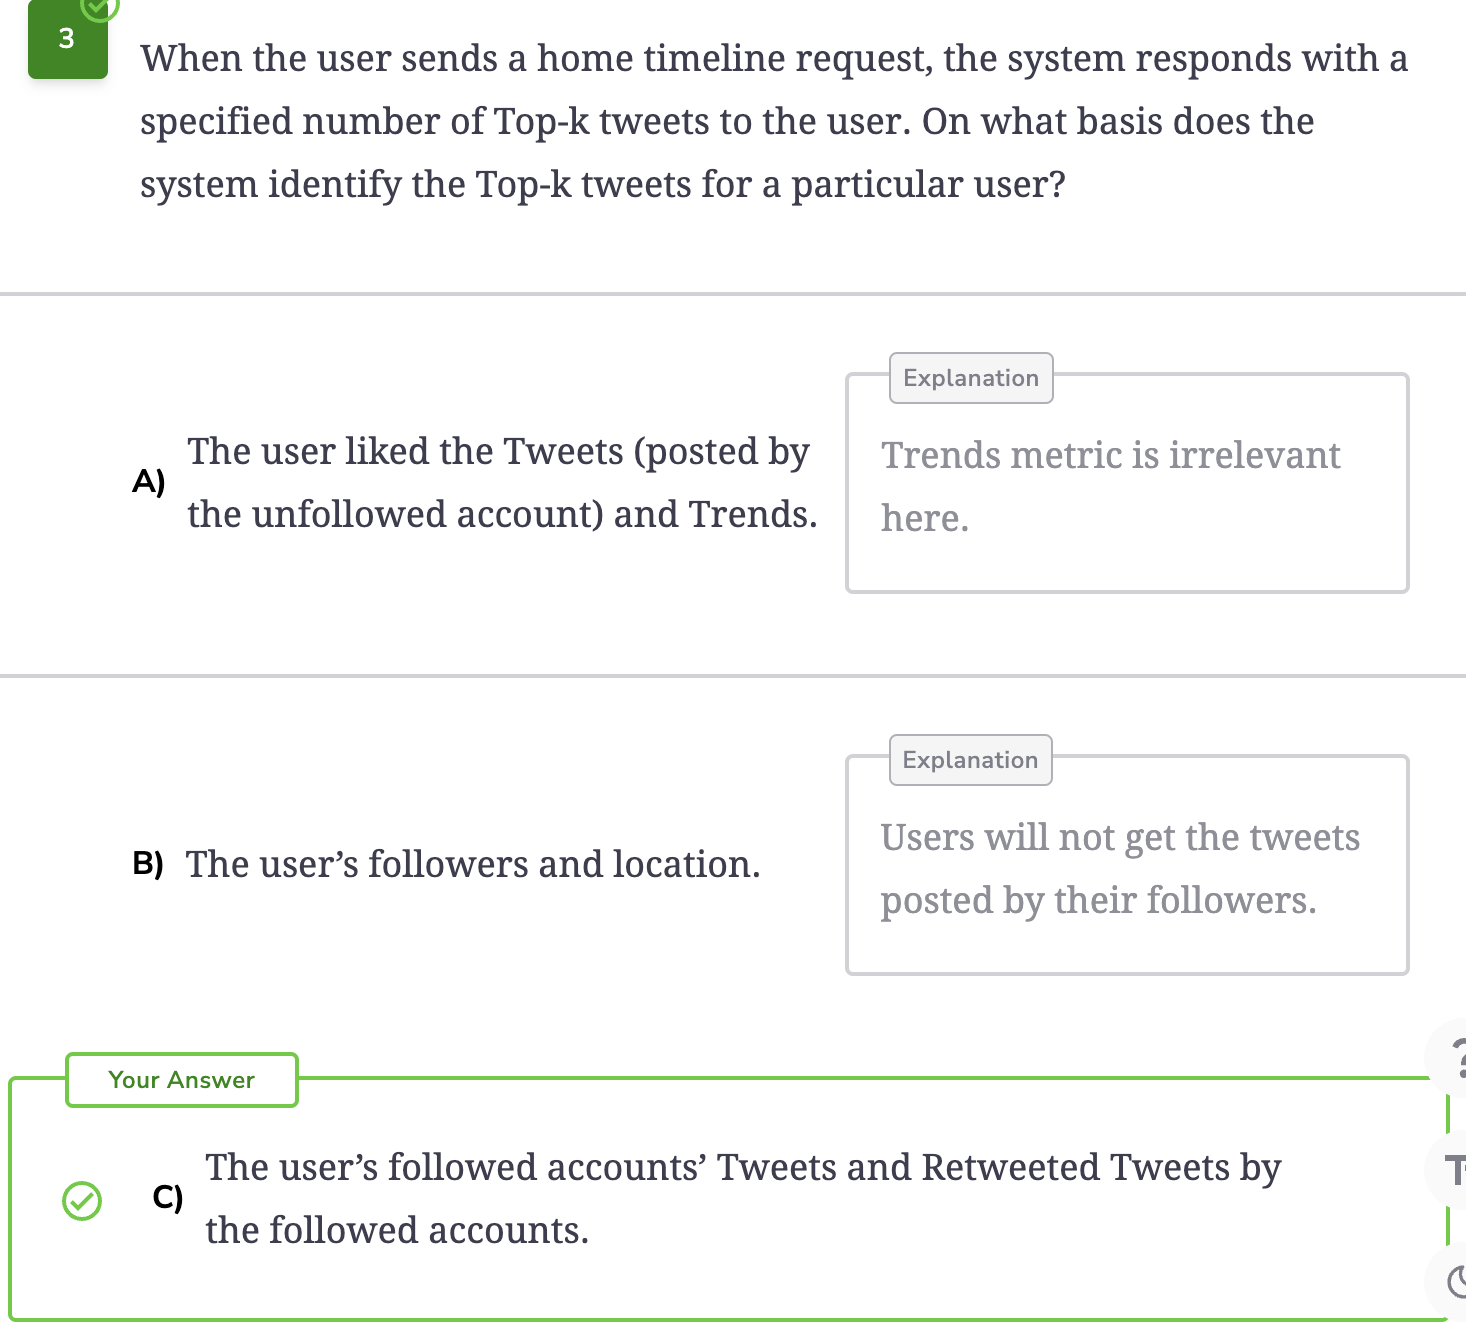 3
When the user sends a home timeline request, the system responds with a
specified number of Top-k tweets to the user. On what basis does the
system identify the Top-k tweets for a particular user?
A)
The user liked the Tweets (posted by
the unfollowed account) and Trends.
Explanation
Trends metric is irrelevant
here.
B) The user’s followers and location.
Explanation
Users will not get the tweets
posted by their followers.
Your Answer
C)
The user’s followed accounts’ Tweets and Retweeted Tweets by
the followed accounts.
?
T